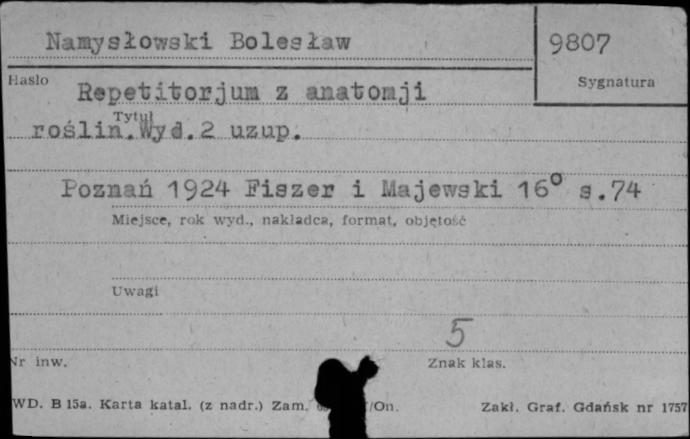 Namysłowski Bolesław
9807
Hasło
Sygnatura
Repetitorjum z anatomji
Tytuł
roślin.Wyd.2 uzup.
Poznań 1924 Fiszer i Majewski 16° s.74
Miejsce, rok wyd., nakładca, format, objętość
Uwagi
5
Nr inw.
Znak klas.
WD. B 15a. Karta katal. (z nadr.) Zam. /On.
Zakł. Graf. Gdańsk nr 1757